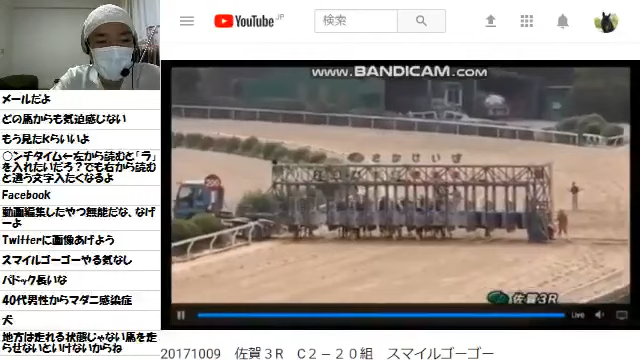 YouTube JP
検索
www.BANDICAM.com
さがけいば
佐賀3R
Live
20171009 佐賀3R C2-20組 スマイルゴーゴー
メールだよ
どの馬からも気迫感じない
もう見たKらいいよ
○ンチタイム←左から読むと「ラ」
を入れたいだろ？でも右から読む
と違う文字入たくなるよ
Facebook
動画編集したやつ無能だな、なげ
ーよ
Twitterに画像あげよう
スマイルゴーゴーやる気なし
パドック長いな
40代男性からマダニ感染症
犬
地方は走れる状態じゃない馬を走
らせないといけないからね